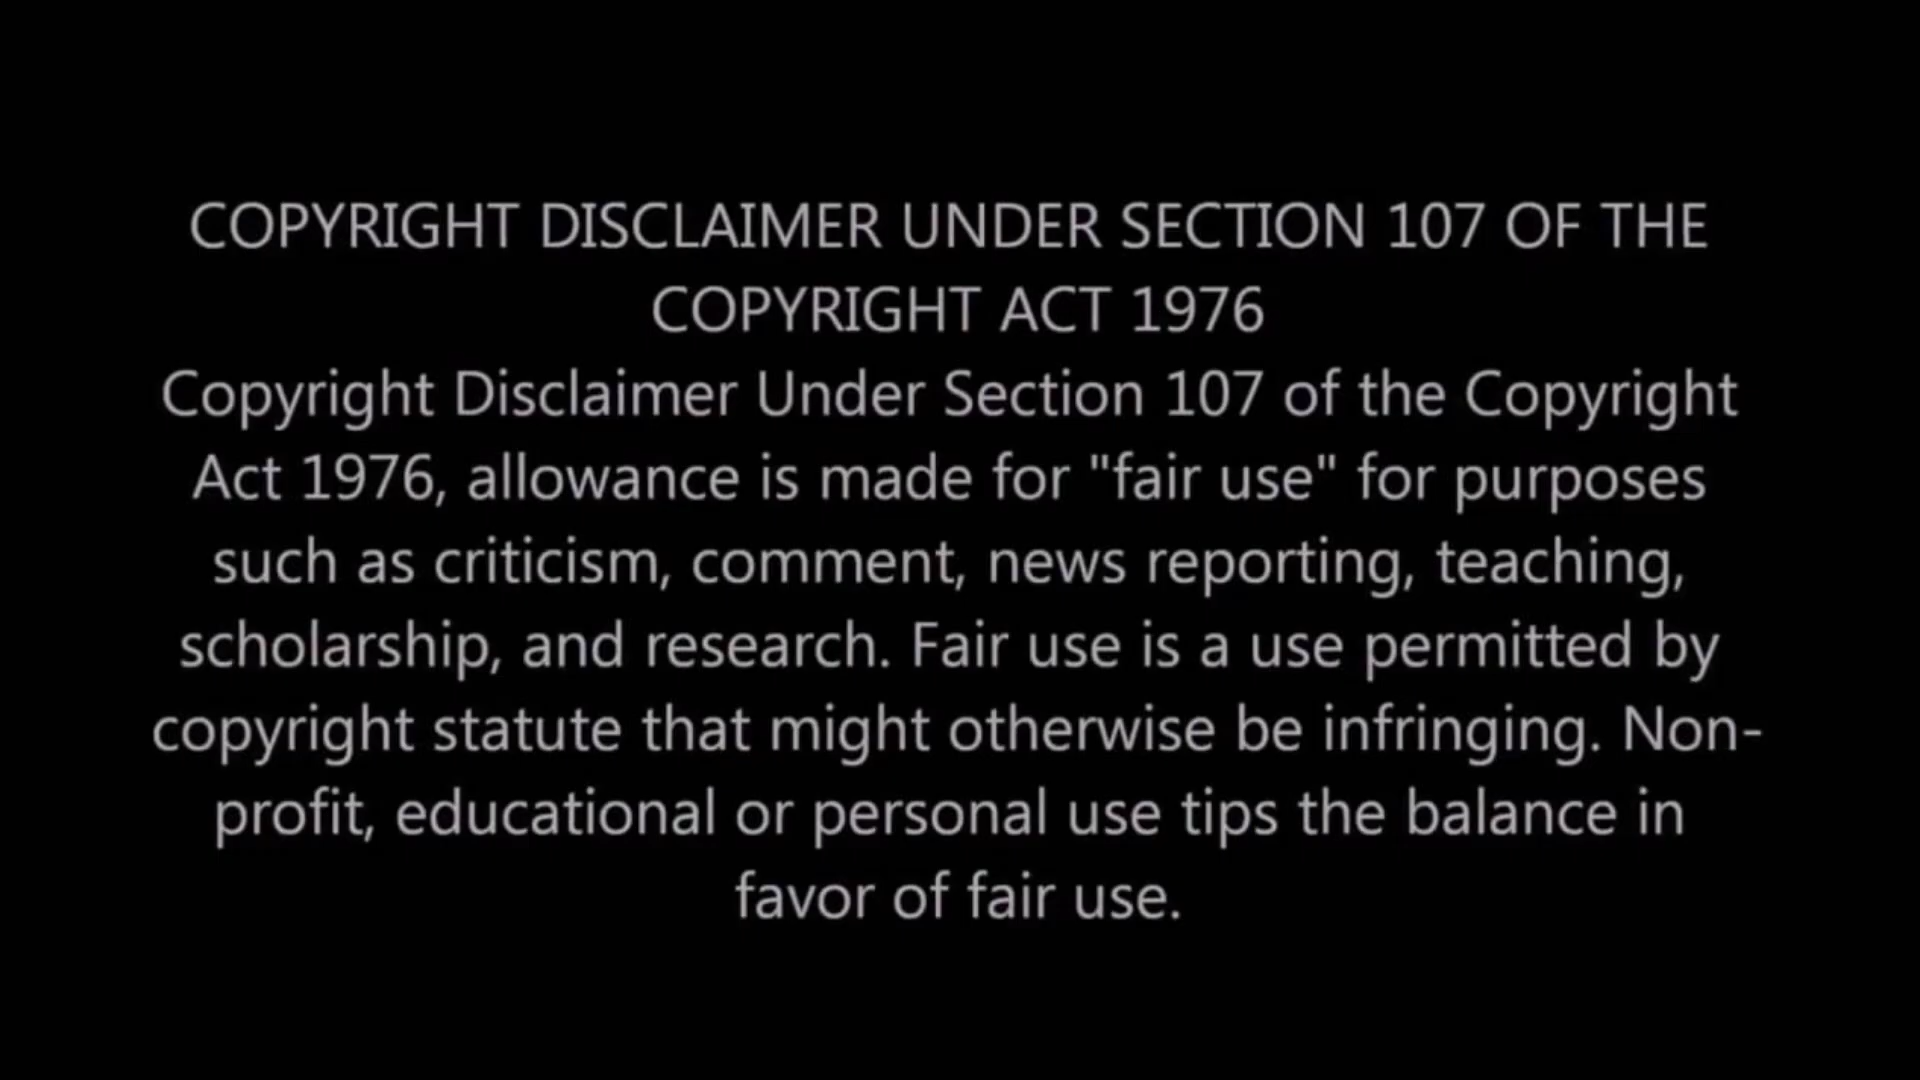 COPYRIGHT DISCLAIMER UNDER SECTION 107 OF THE
COPYRIGHT ACT 1976
Copyright Disclaimer Under Section 107 of the Copyright
Act 1976, allowance is made for "fair use" for purposes
such as criticism, comment, news reporting, teaching,
scholarship, and research. Fair use is a use permitted by
copyright statute that might otherwise be infringing. Non-
profit, educational or personal use tips the balance in
favor of fair use.